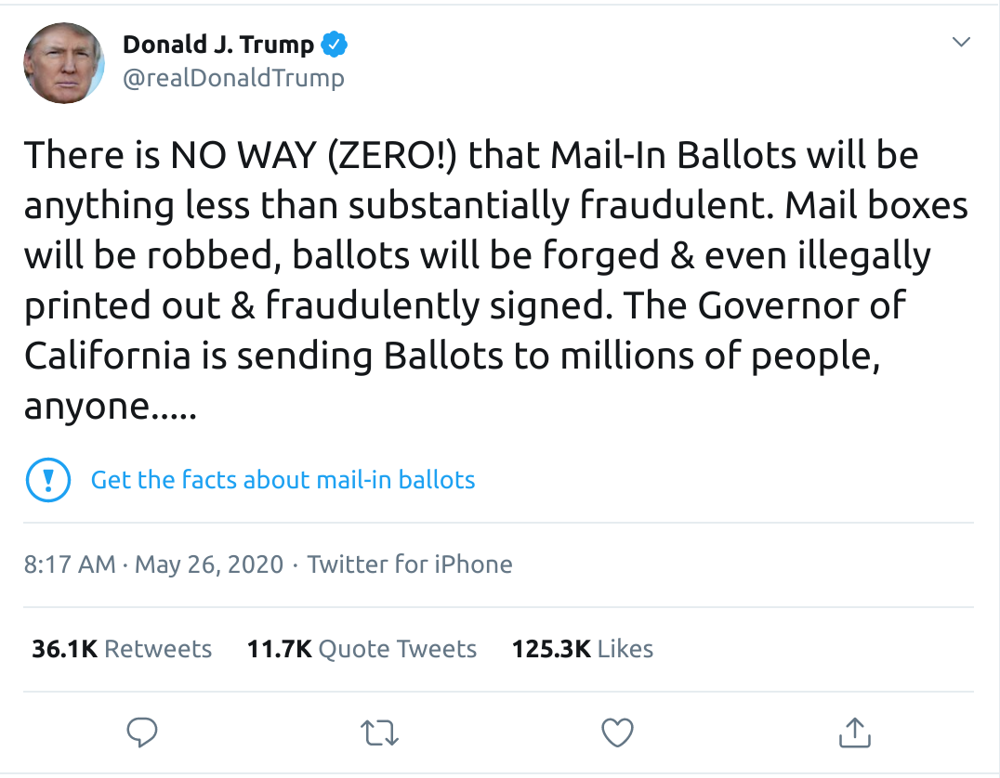 Donald J. Trump
@realDonaldTrump
There is NO WAY (ZERO!) that Mail-In Ballots will be
anything less than substantially fraudulent. Mail boxes
will be robbed, ballots will be forged & even illegally
printed out & fraudulently signed. The Governor of
California is sending Ballots to millions of people,
anyone.....
Get the facts about mail-in ballots
8:17 AM · May 26, 2020 · Twitter for iPhone
36.1K Retweets 11.7K Quote Tweets 125.3K Likes